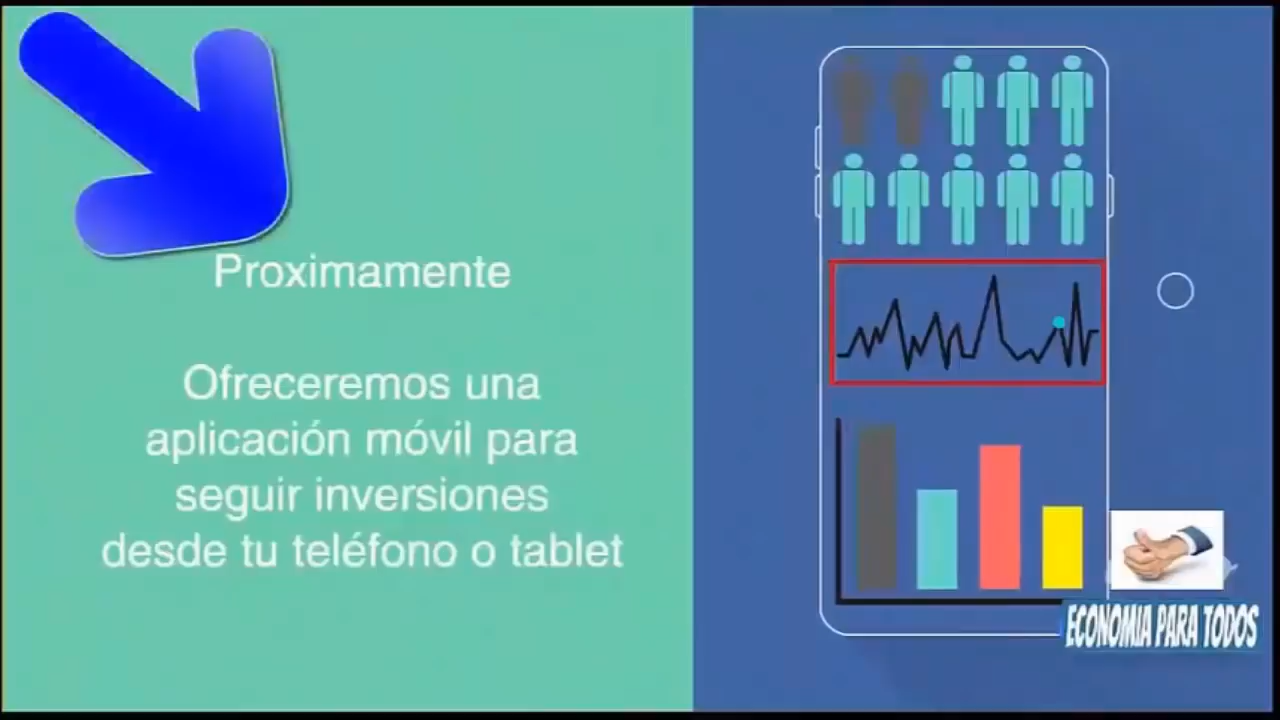 Proximamente
Ofreceremos una
aplicación móvil para
seguir inversiones
desde tu teléfono o tablet
ECONOMIA PARA TODOS